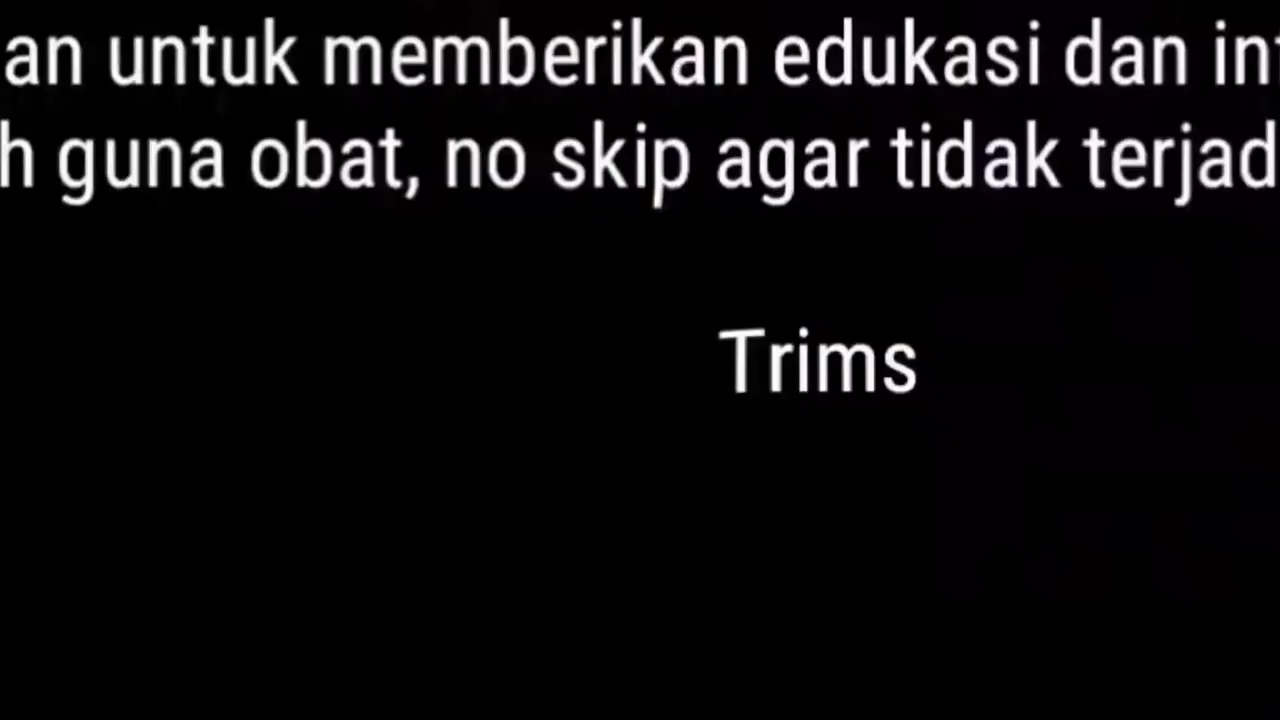 an untuk memberikan edukasi dan in
h guna obat, no skip agar tidak terjad
Trims